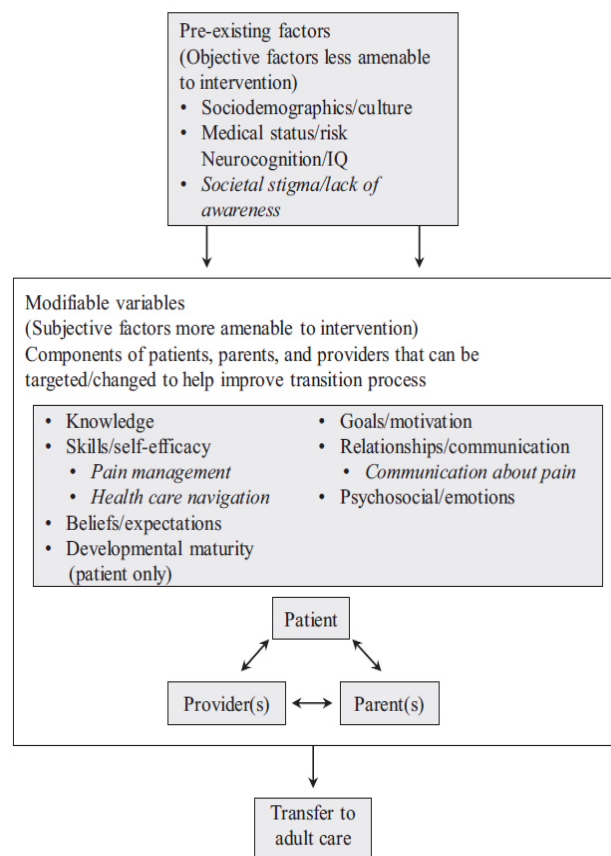 Pre-existing factors
(Objective factors less amenable
to intervention)
• Sociodemographics/culture
• Medical status/risk
Neurocognition/IQ
• Societal stigma/lack of
awareness
Modifiable variables
(Subjective factors more amenable to intervention)
Components of patients, parents, and providers that can be
targeted/changed to help improve transition process
• Knowledge
• Skills/self-efficacy
• Pain management
• Health care navigation
• Beliefs/expectations
• Developmental maturity
(patient only)
• Goals/motivation
• Relationships/communication
• Communication about pain
• Psychosocial/emotions
Patient
Provider(s)
Parent(s)
Transfer to
adult care